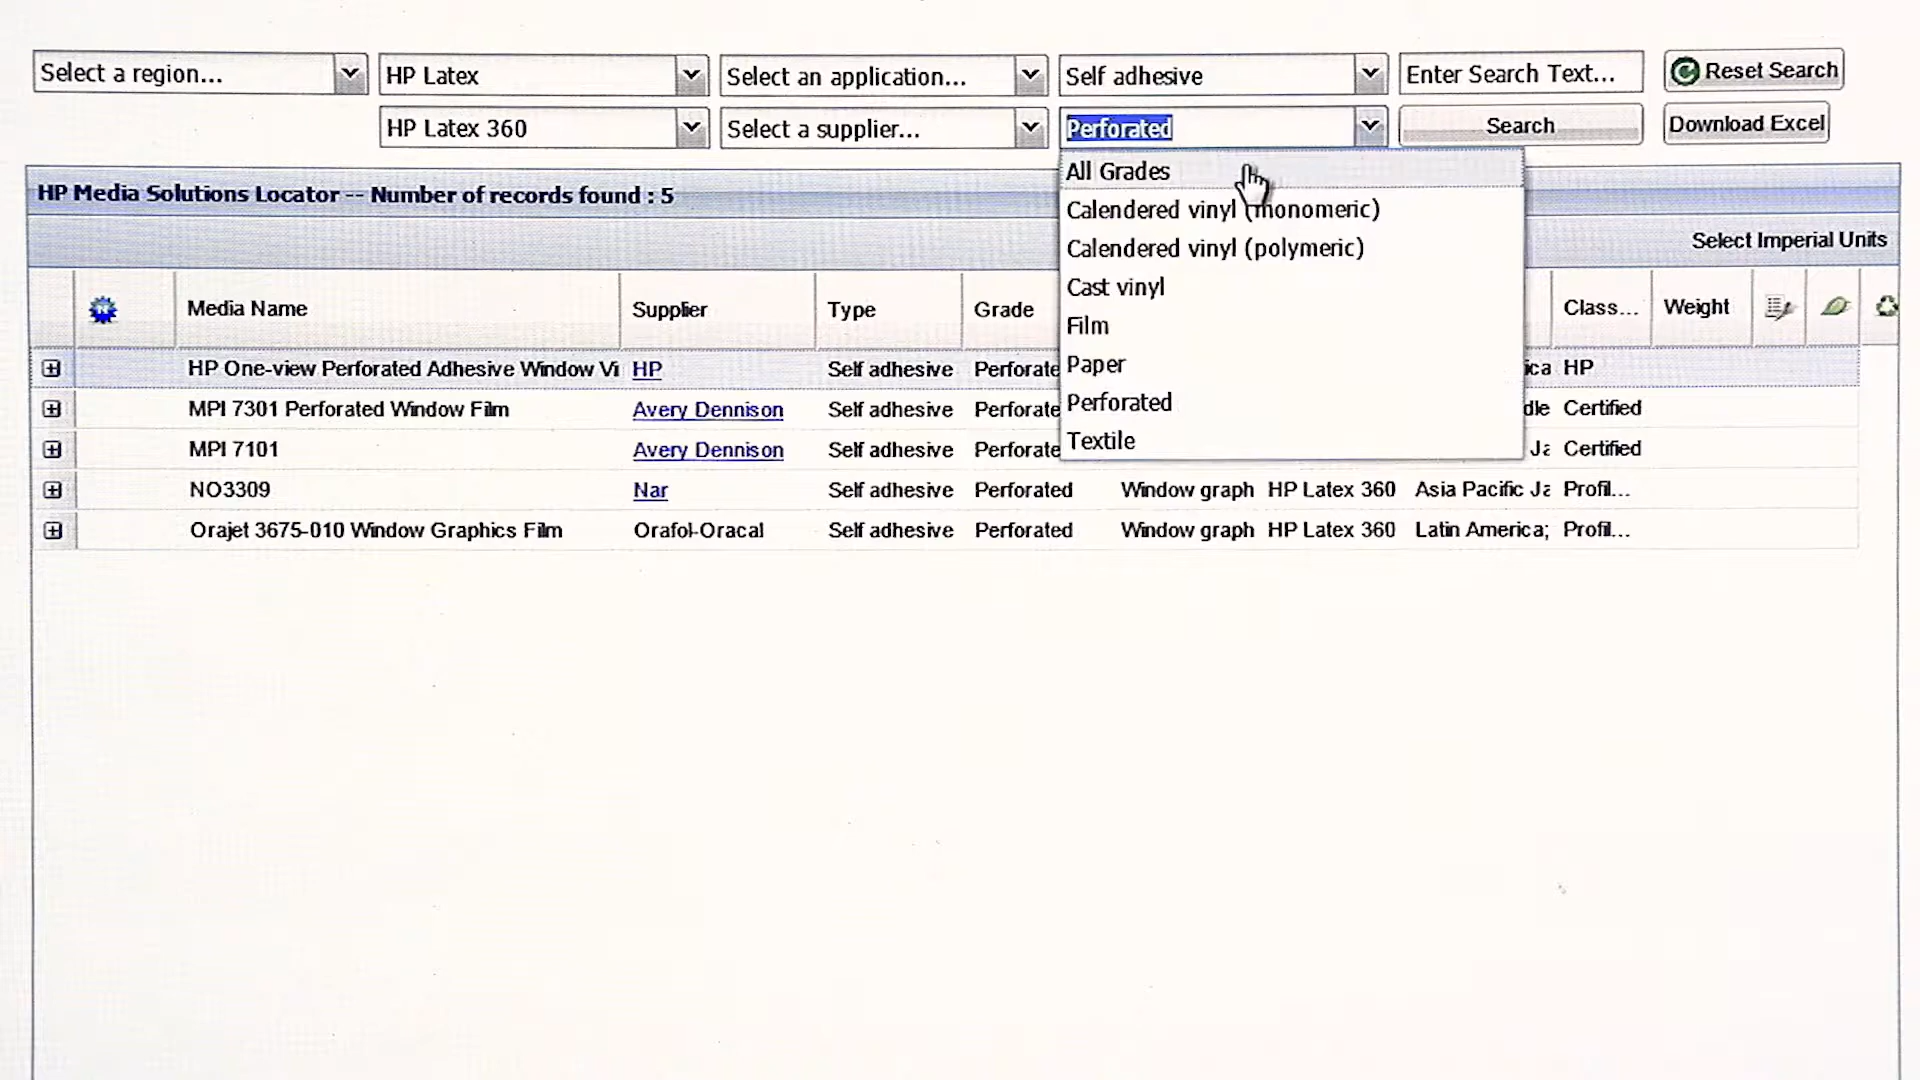 Select a region... HP Latex Select an application... Self adhesive Enter Search Text... Reset Search
HP Latex 360 Select a supplier... Perforated Search Download Excel
All Grades
Calendered vinyl (monomeric)
Calendered vinyl (polymeric)
Cast vinyl
Film
Paper
Perforated
Textile
HP Media Solutions Locator -- Number of records found : 5
Select Imperial Units
Media Name Supplier Type Grade Class... Weight
HP One-view Perforated Adhesive Window Vi HP Self adhesive Perforate ica HP
MPI 7301 Perforated Window Film Avery Dennison Self adhesive Perforate dle Certified
MPI 7101 Avery Dennison Self adhesive Perforate Ja Certified
NO3309 Nar Self adhesive Perforated Window graph HP Latex 360 Asia Pacific Ja Profil...
Orajet 3675-010 Window Graphics Film Orafol-Oracal Self adhesive Perforated Window graph HP Latex 360 Latin America; Profil...